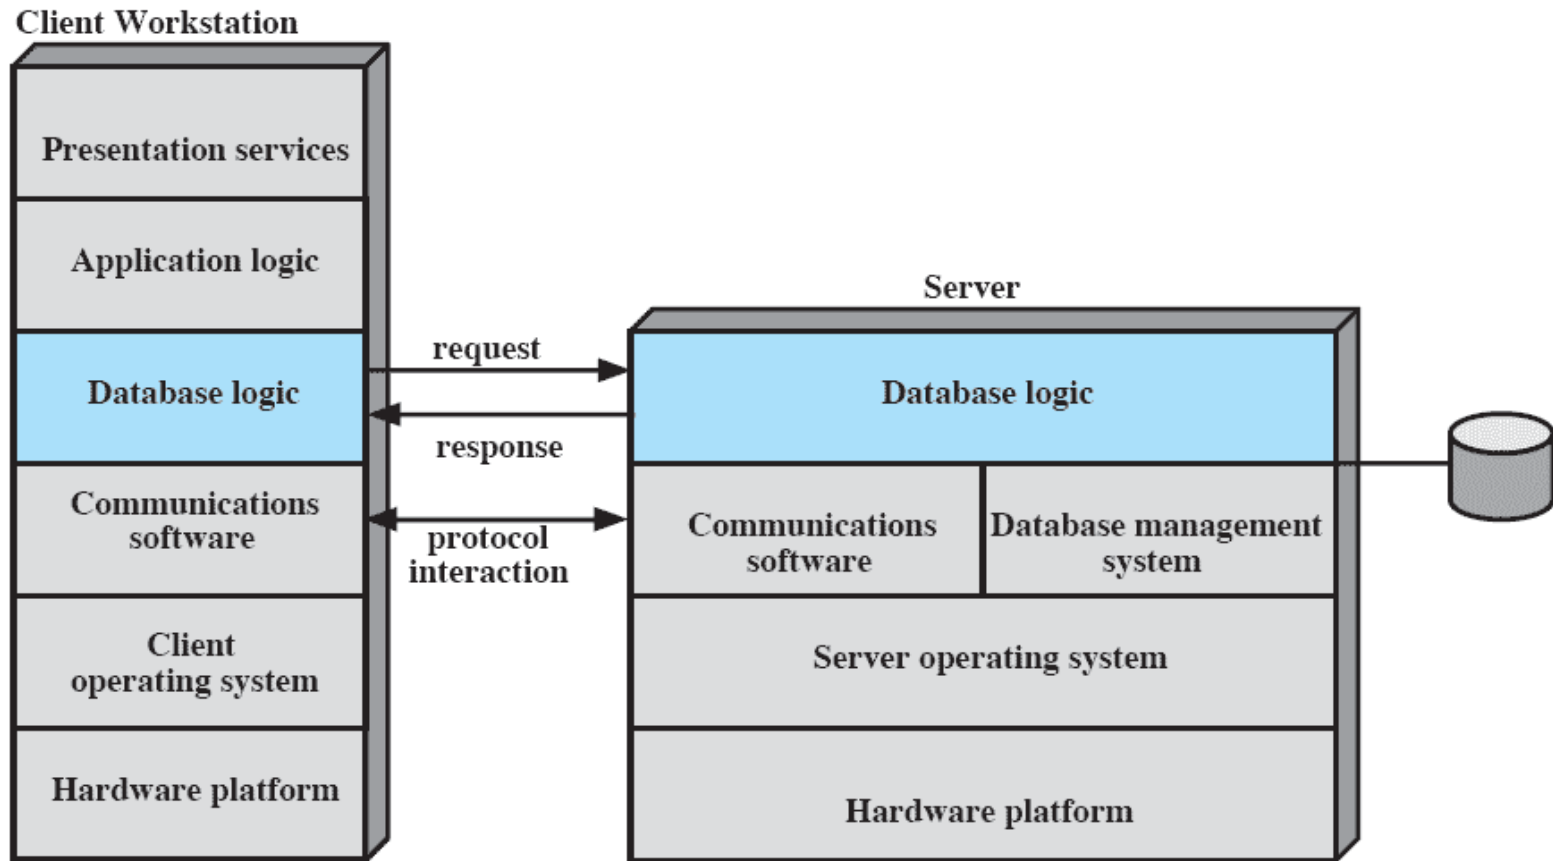 Client Workstation
Presentation services
Application logic
Database logic
Communications
software
Client
operating system
Hardware platform
request
response
protocol
interaction
Server
Database logic
Communications
software
Database management
system
Server operating system
Hardware platform